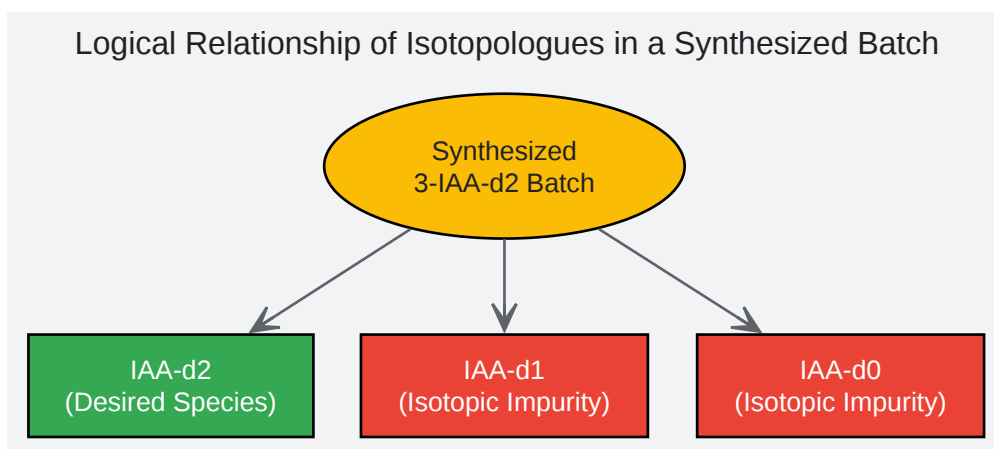 Logical Relationship of Isotopologues in a Synthesized Batch
Synthesized
3-IAA-d2 Batch
IAA-d2
(Desired Species)
IAA-d1
(Isotopic Impurity)
IAA-d0
(Isotopic Impurity)